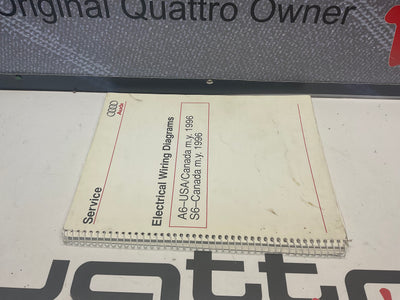 Original Quattro Owner
Audi
Service
Electrical Wiring Diagrams
A6–USA/Canada m.y. 1996
S6–Canada m.y. 1996